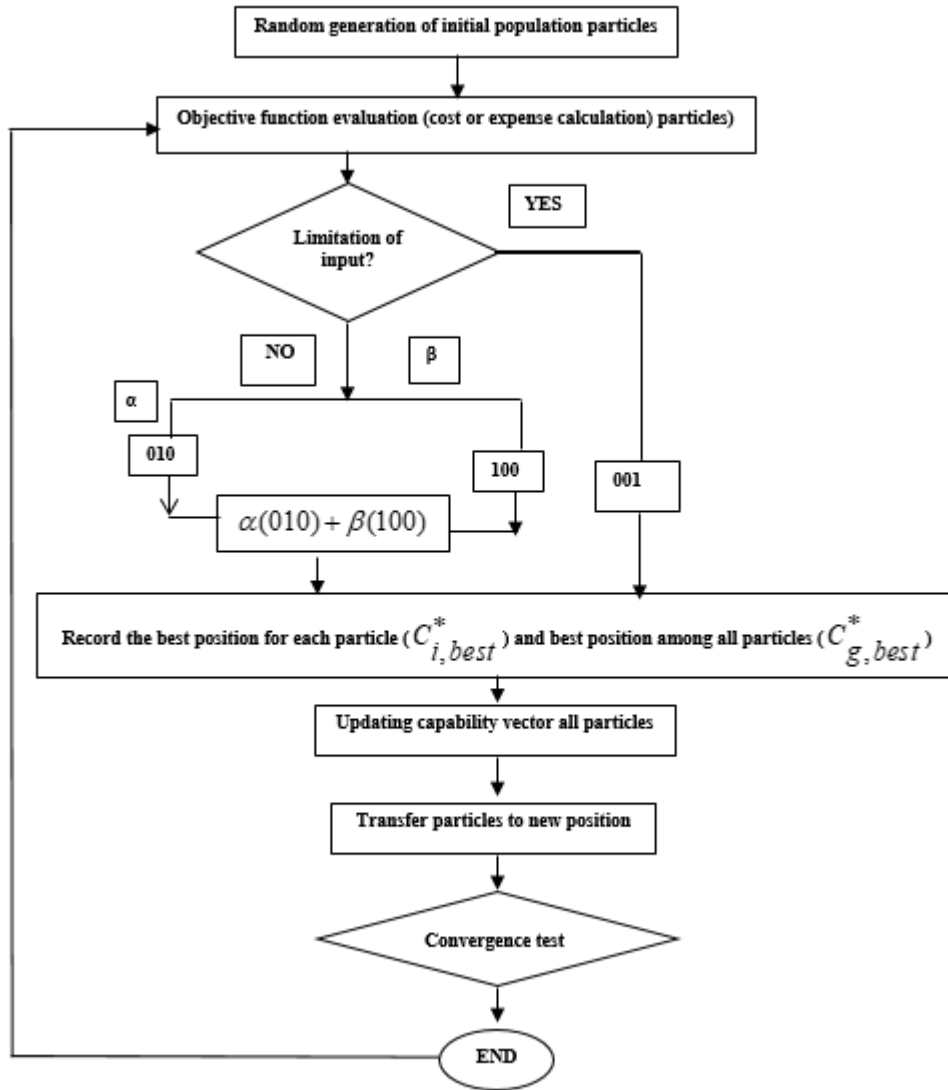 Random generation of initial population particles
Objective function evaluation (cost or expense calculation) particles)
YES
Limitation of
input?
NO
β
α
010
100
001
α(010) + β(100)
Record the best position for each particle (C*i,best) and best position among all particles (C*g,best)
Updating capability vector all particles
Transfer particles to new position
Convergence test
END